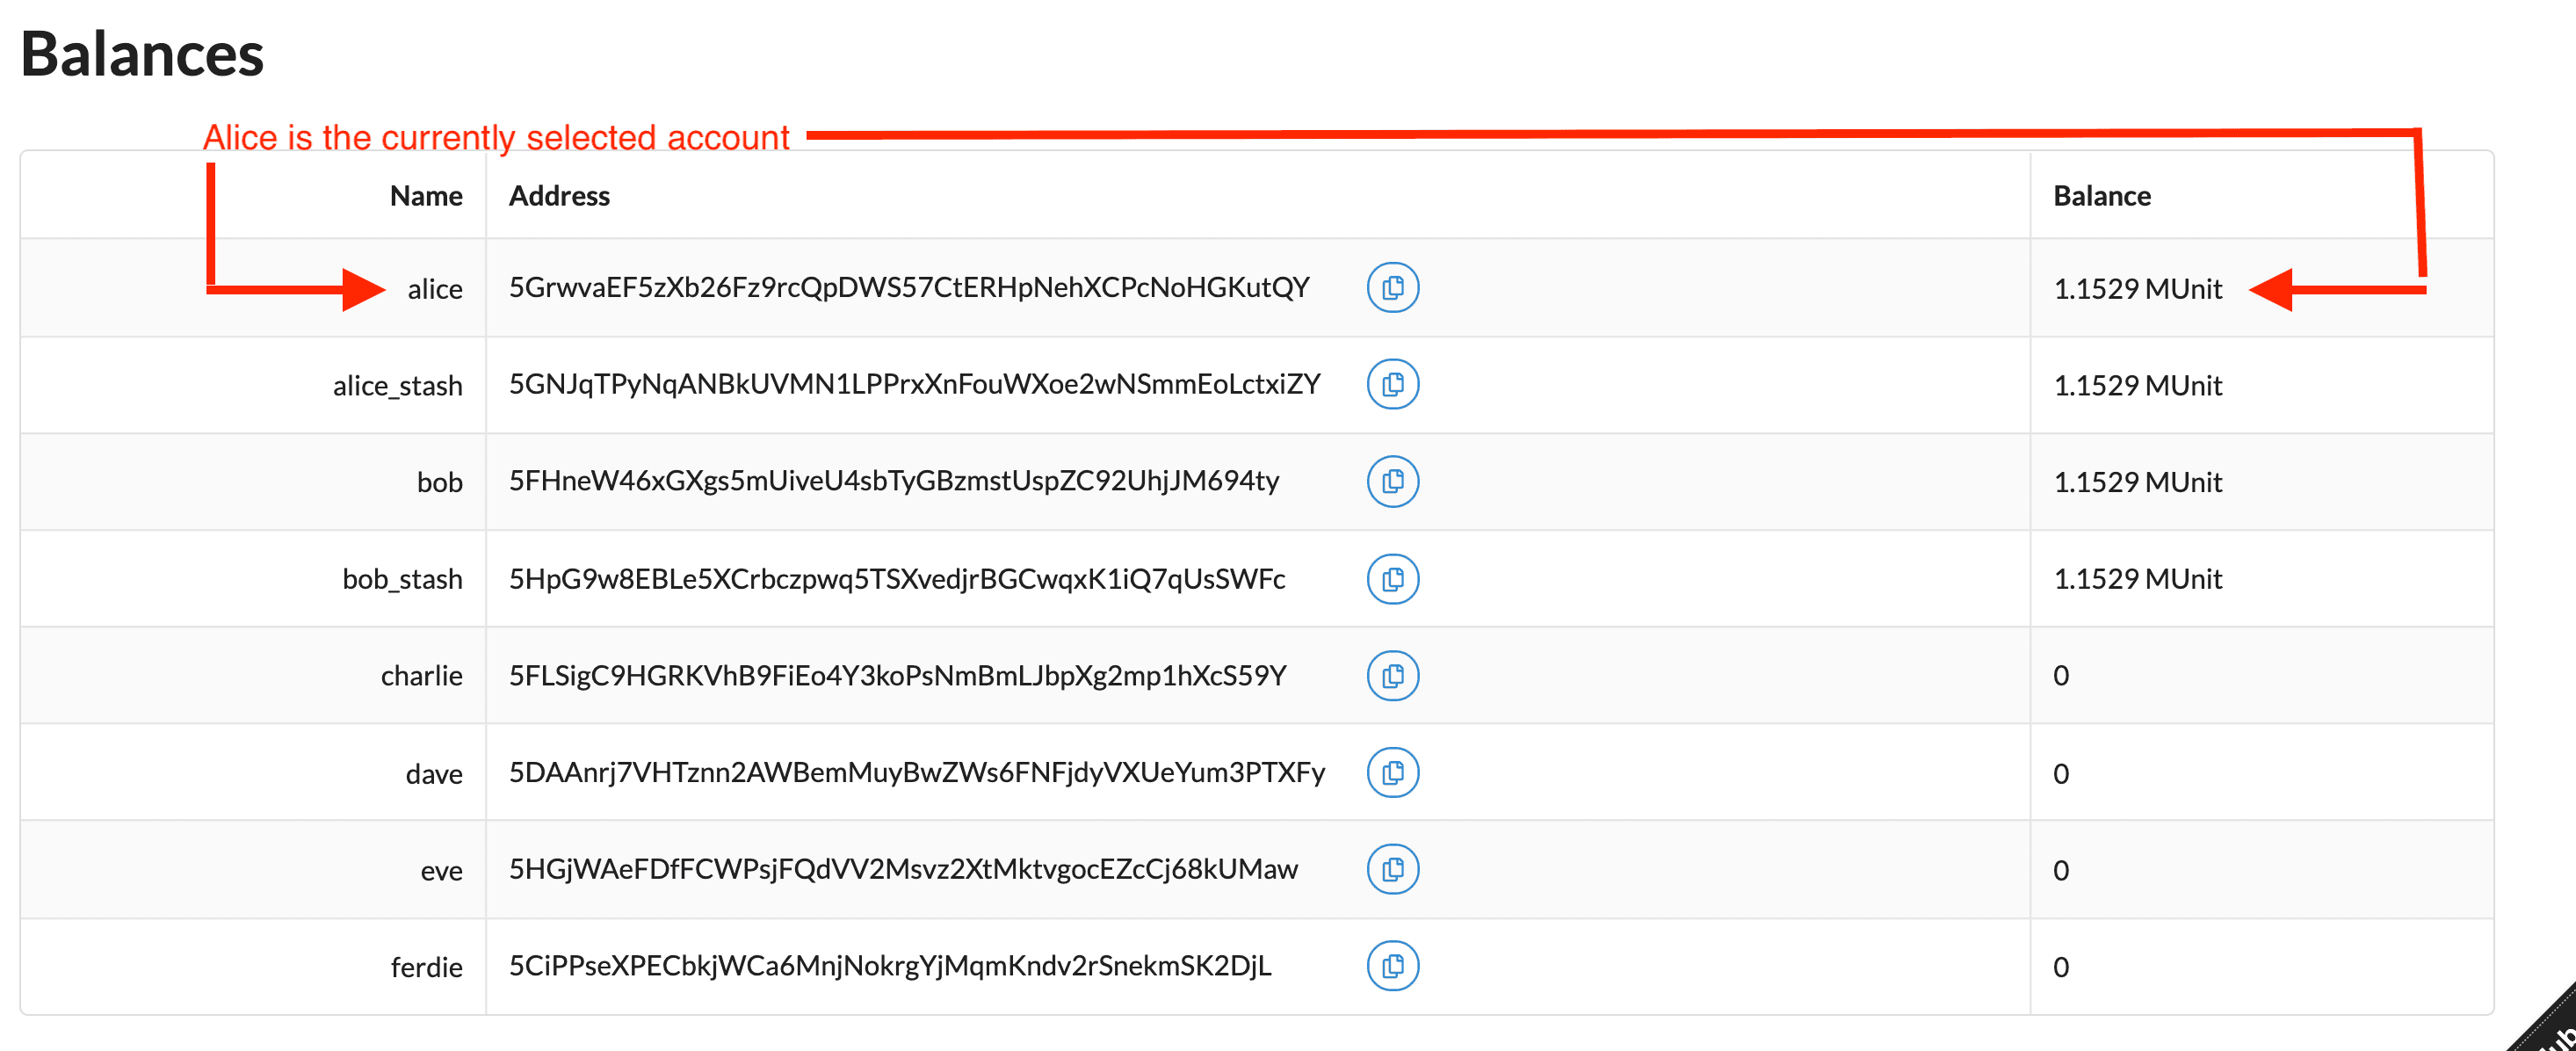 Balances
Alice is the currently selected account
Name Address Balance
alice 5GrwvaEF5zXb26Fz9rcQpDWS57CtERHpNehXCPcNoHGKutQY 1.1529 MUnit
alice_stash 5GNJqTPyNqANBkUVMN1LPPrxXnFouWXoe2wNSmmEoLctxiZY 1.1529 MUnit
bob 5FHneW46xGXgs5mUiveU4sbTyGBzmstUspZC92UhjJM694ty 1.1529 MUnit
bob_stash 5HpG9w8EBLe5XCrbczpwq5TSXvedjrBGCwqxK1iQ7qUsSWFc 1.1529 MUnit
charlie 5FLSigC9HGRKVhB9FiEo4Y3koPsNmBmLJbpXg2mp1hXcS59Y 0
dave 5DAAnrj7VHTznn2AWBemMuyBwZWs6FNFjdyVXUeYum3PTXFy 0
eve 5HGjWAeFDfFCWPsjFQdVV2Msvz2XtMktvgocEZcCj68kUMaw 0
ferdie 5CiPPseXPECbkjWCa6MnjNokrgYjMqmKndv2rSnekmSK2DjL 0